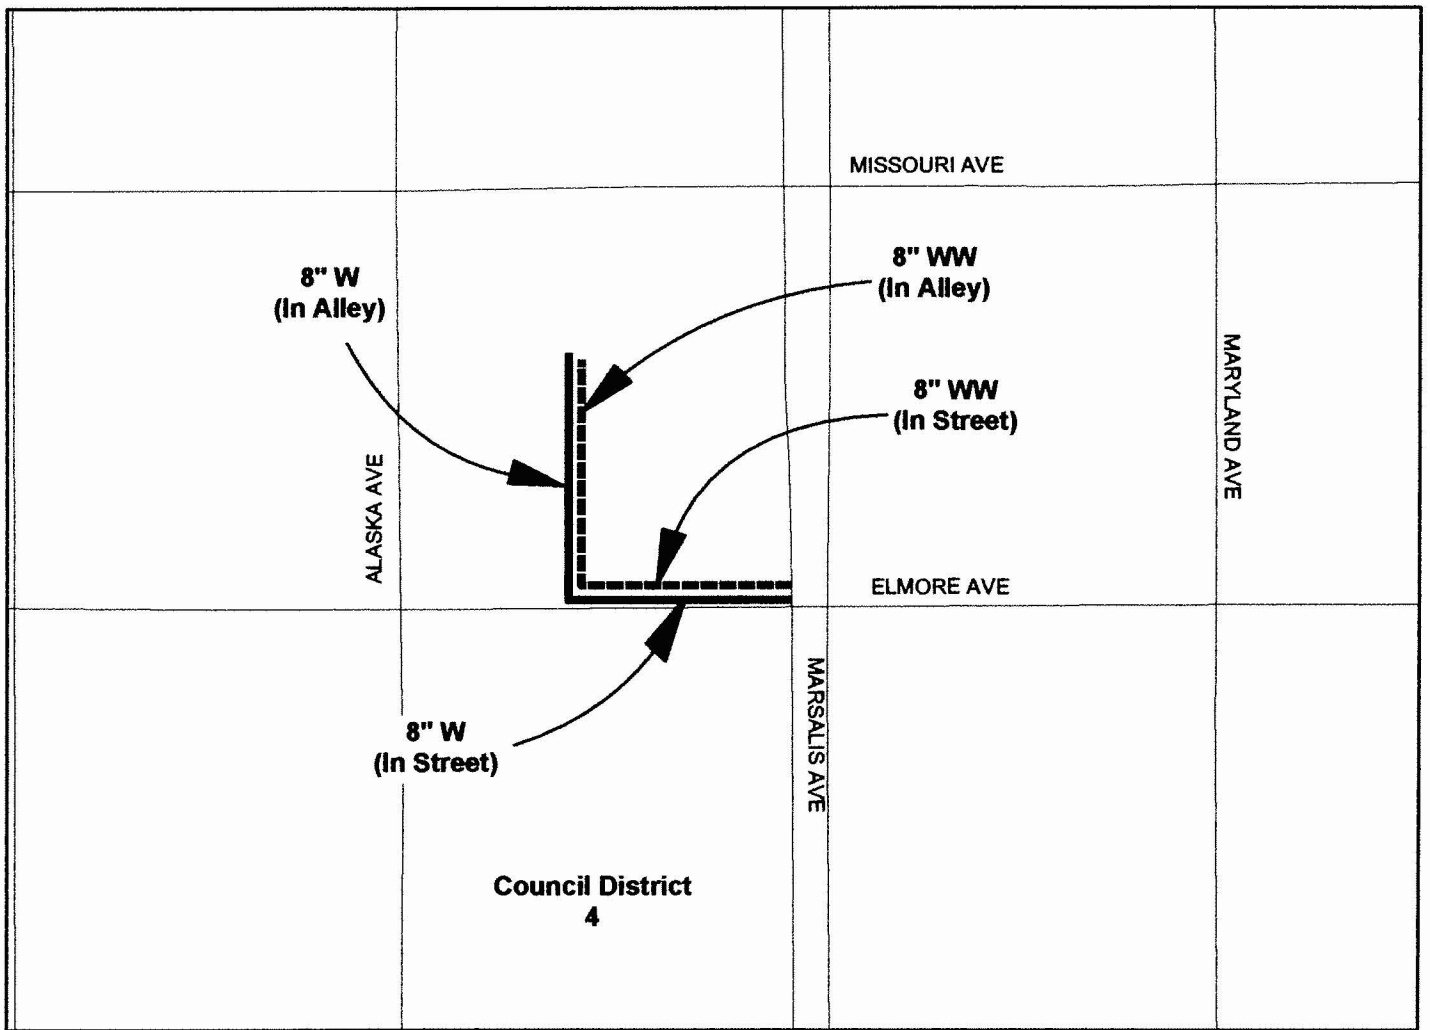 MISSOURI AVE
8" W
(In Alley)
8" WW
(In Alley)
8" WW
(In Street)
MARYLAND AVE
ALASKA AVE
ELMORE AVE
MARSALIS AVE
8" W
(In Street)
Council District
4